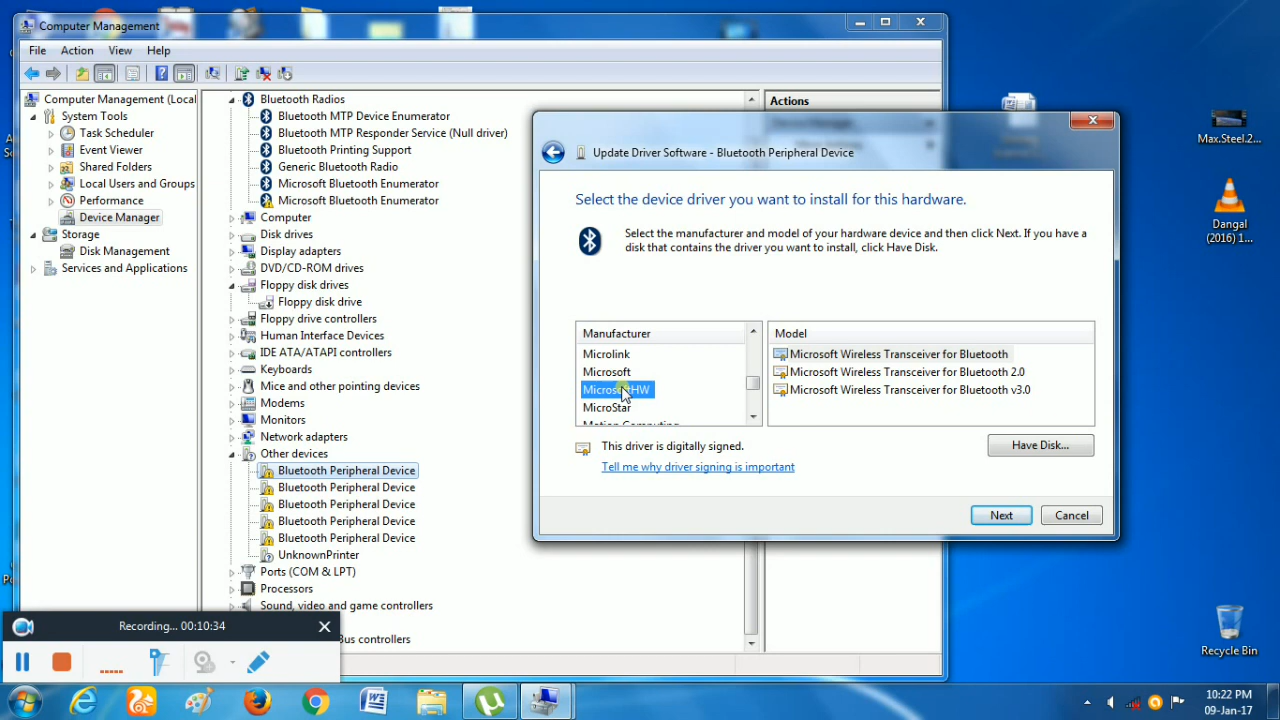 Computer Management
File Action View Help
Computer Management (Local
System Tools
Task Scheduler
Event Viewer
Shared Folders
Local Users and Groups
Performance
Device Manager
Storage
Disk Management
Services and Applications
Bluetooth Radios
Bluetooth MTP Device Enumerator
Bluetooth MTP Responder Service (Null driver)
Bluetooth Printing Support
Generic Bluetooth Radio
Microsoft Bluetooth Enumerator
Microsoft Bluetooth Enumerator
Computer
Disk drives
Display adapters
DVD/CD-ROM drives
Floppy disk drives
Floppy disk drive
Floppy drive controllers
Human Interface Devices
IDE ATA/ATAPI controllers
Keyboards
Mice and other pointing devices
Modems
Monitors
Network adapters
Other devices
Bluetooth Peripheral Device
Bluetooth Peripheral Device
Bluetooth Peripheral Device
Bluetooth Peripheral Device
Bluetooth Peripheral Device
UnknownPrinter
Ports (COM & LPT)
Processors
Sound, video and game controllers
Bus controllers
Actions
Update Driver Software - Bluetooth Peripheral Device
Select the device driver you want to install for this hardware.
Select the manufacturer and model of your hardware device and then click Next. If you have a
disk that contains the driver you want to install, click Have Disk.
Manufacturer
Microlink
Microsoft
MicrosoftHW
MicroStar
Motion Computing
Model
Microsoft Wireless Transceiver for Bluetooth
Microsoft Wireless Transceiver for Bluetooth 2.0
Microsoft Wireless Transceiver for Bluetooth v3.0
This driver is digitally signed.
Tell me why driver signing is important
Have Disk...
Next Cancel
Max.Steel.2...
Dangal
(2016) 1...
Recycle Bin
Recording... 00:10:34
10:22 PM
09-Jan-17